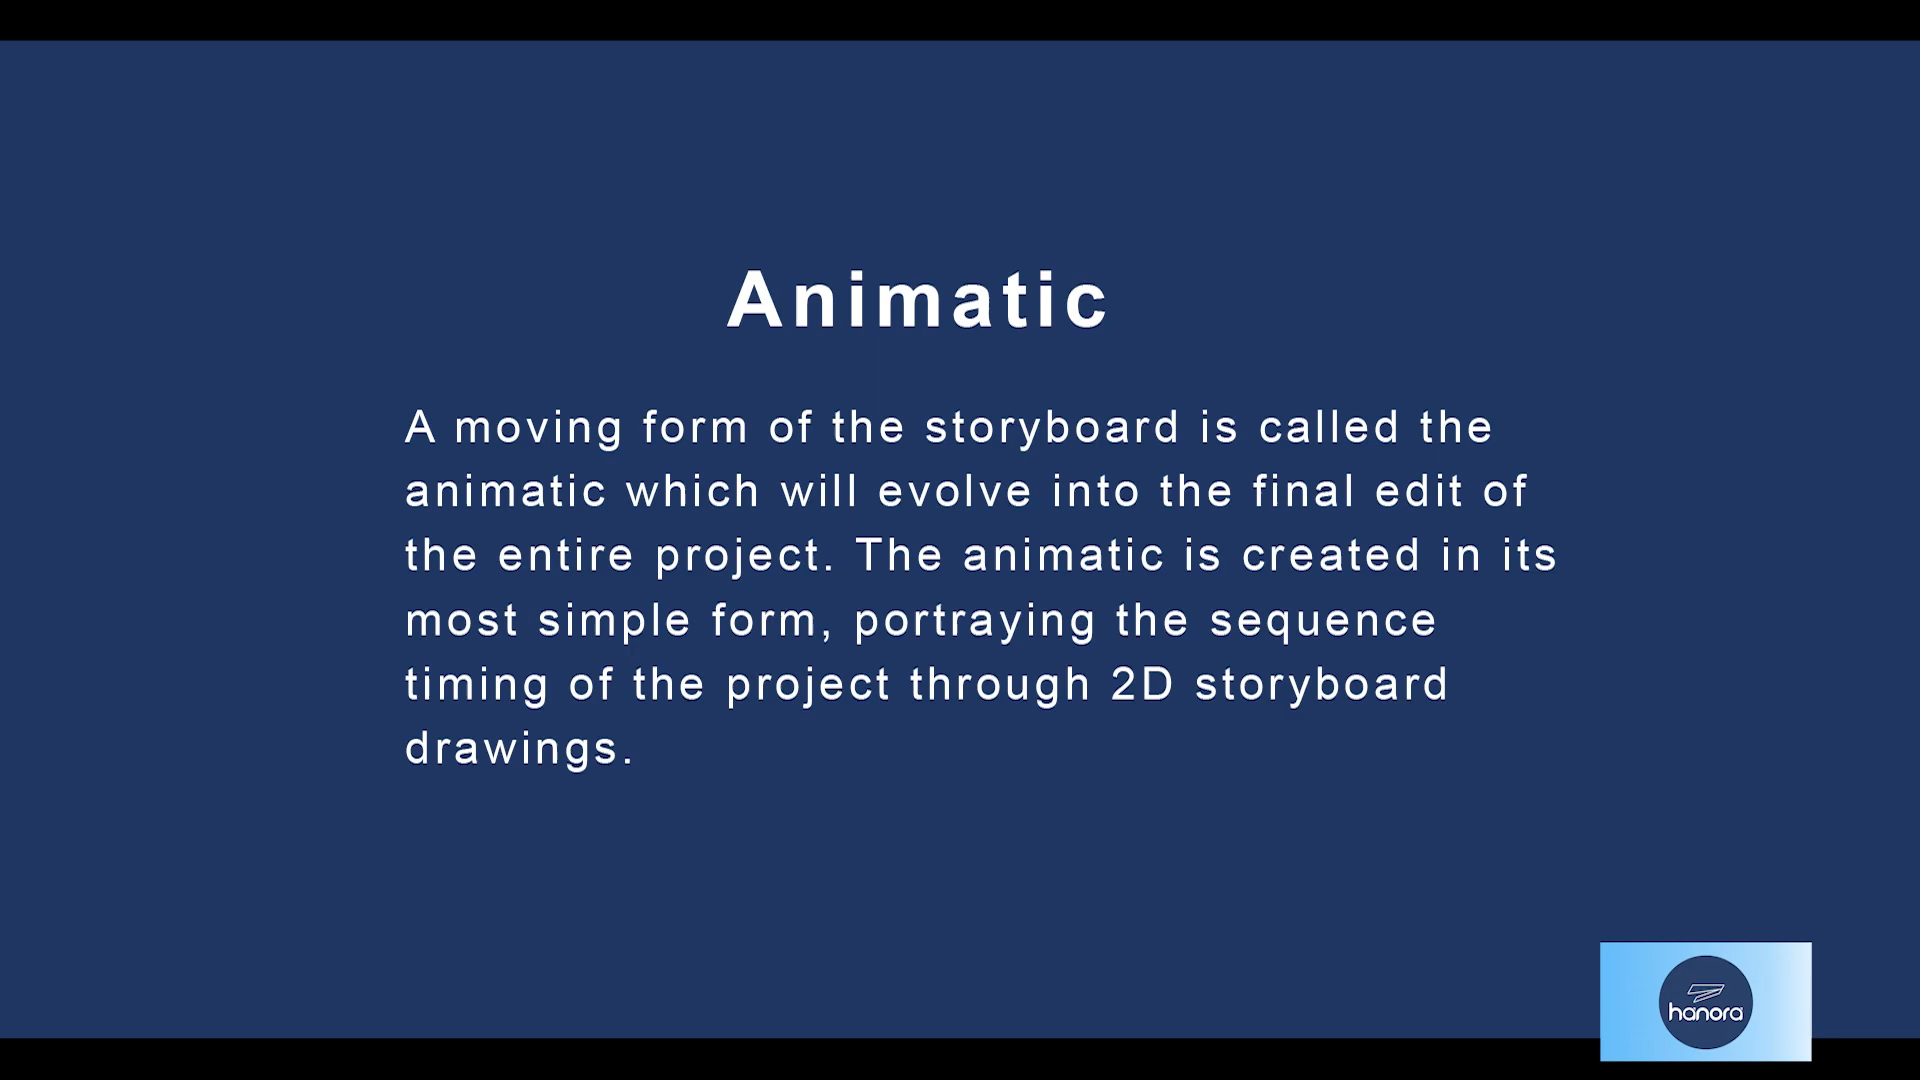 Animatic
A moving form of the storyboard is called the
animatic which will evolve into the final edit of
the entire project. The animatic is created in its
most simple form, portraying the sequence
timing of the project through 2D storyboard
drawings.
hanora